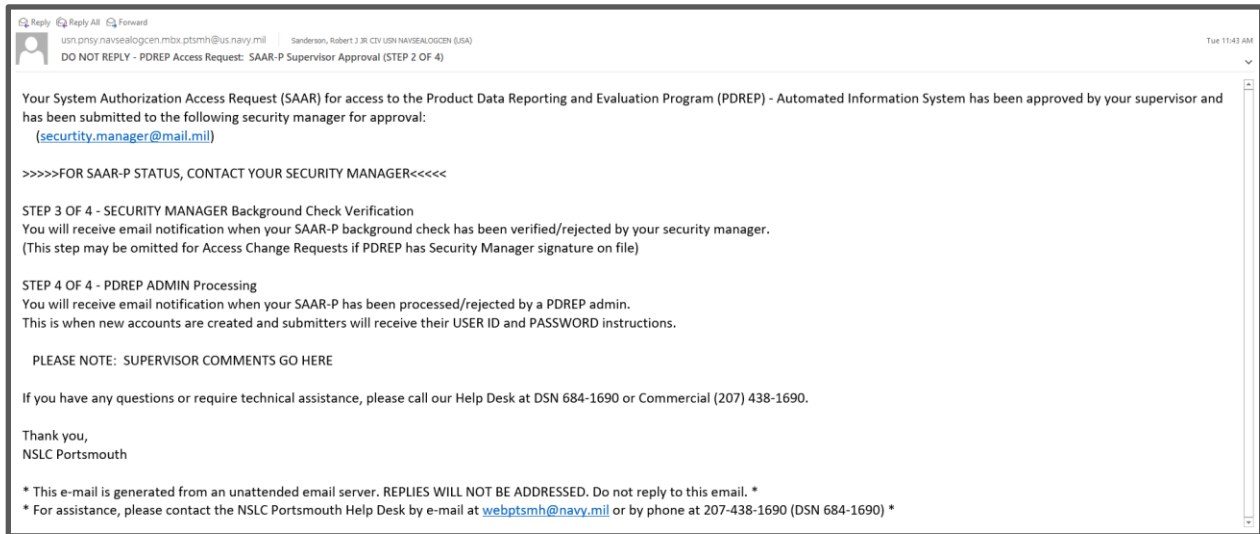 Reply Reply All Forward
usn.pnsy.navsealogcen.mbx.ptsmh@us.navy.mil Sanderson, Robert J JR CIV USN NAVSEALOGCEN (USA) Tue 11:43 AM
DO NOT REPLY - PDREP Access Request: SAAR-P Supervisor Approval (STEP 2 OF 4)
Your System Authorization Access Request (SAAR) for access to the Product Data Reporting and Evaluation Program (PDREP) - Automated Information System has been approved by your supervisor and
has been submitted to the following security manager for approval:
(securtity.manager@mail.mil)
>>>>>FOR SAAR-P STATUS, CONTACT YOUR SECURITY MANAGER<<<<<
STEP 3 OF 4 - SECURITY MANAGER Background Check Verification
You will receive email notification when your SAAR-P background check has been verified/rejected by your security manager.
(This step may be omitted for Access Change Requests if PDREP has Security Manager signature on file)
STEP 4 OF 4 - PDREP ADMIN Processing
You will receive email notification when your SAAR-P has been processed/rejected by a PDREP admin.
This is when new accounts are created and submitters will receive their USER ID and PASSWORD instructions.
PLEASE NOTE: SUPERVISOR COMMENTS GO HERE
If you have any questions or require technical assistance, please call our Help Desk at DSN 684-1690 or Commercial (207) 438-1690.
Thank you,
NSLC Portsmouth
* This e-mail is generated from an unattended email server. REPLIES WILL NOT BE ADDRESSED. Do not reply to this email. *
* For assistance, please contact the NSLC Portsmouth Help Desk by e-mail at webptsmh@navy.mil or by phone at 207-438-1690 (DSN 684-1690) *